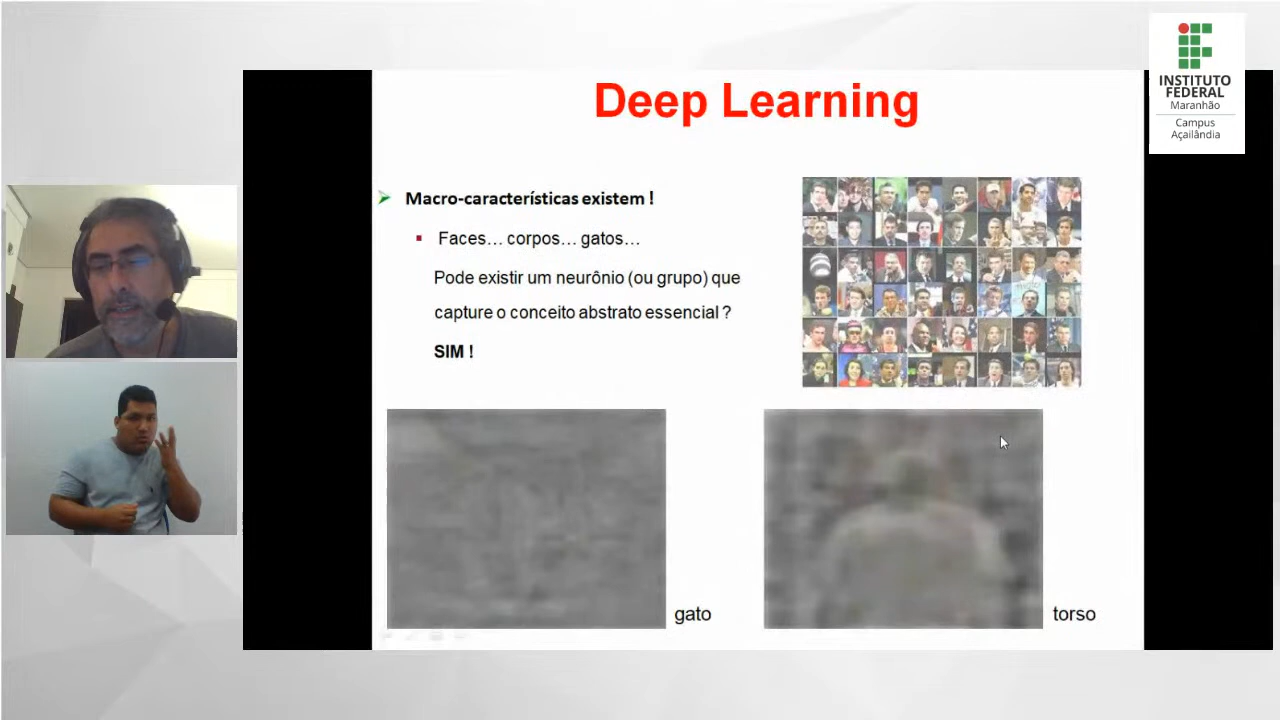 Deep Learning
INSTITUTO
FEDERAL
Maranhão
Campus
Açailândia
Macro-características existem !
Faces… corpos… gatos…
Pode existir um neurônio (ou grupo) que
capture o conceito abstrato essencial ?
SIM !
gato
torso